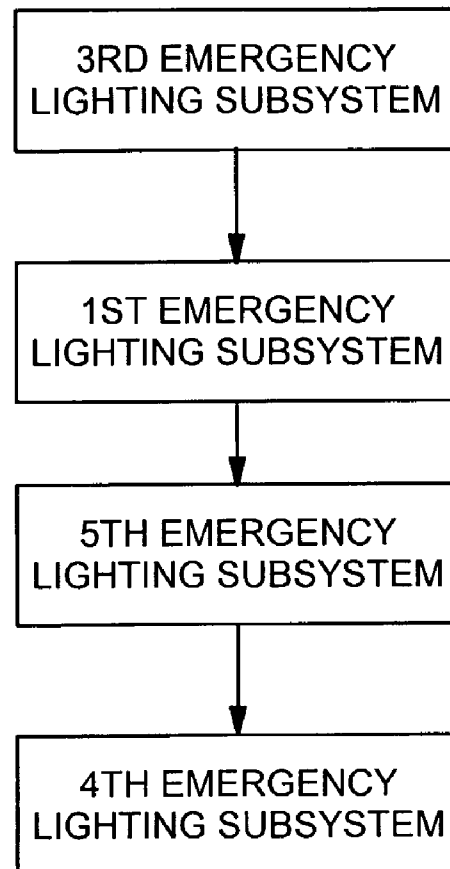 3RD EMERGENCY
LIGHTING SUBSYSTEM
1ST EMERGENCY
LIGHTING SUBSYSTEM
5TH EMERGENCY
LIGHTING SUBSYSTEM
4TH EMERGENCY
LIGHTING SUBSYSTEM